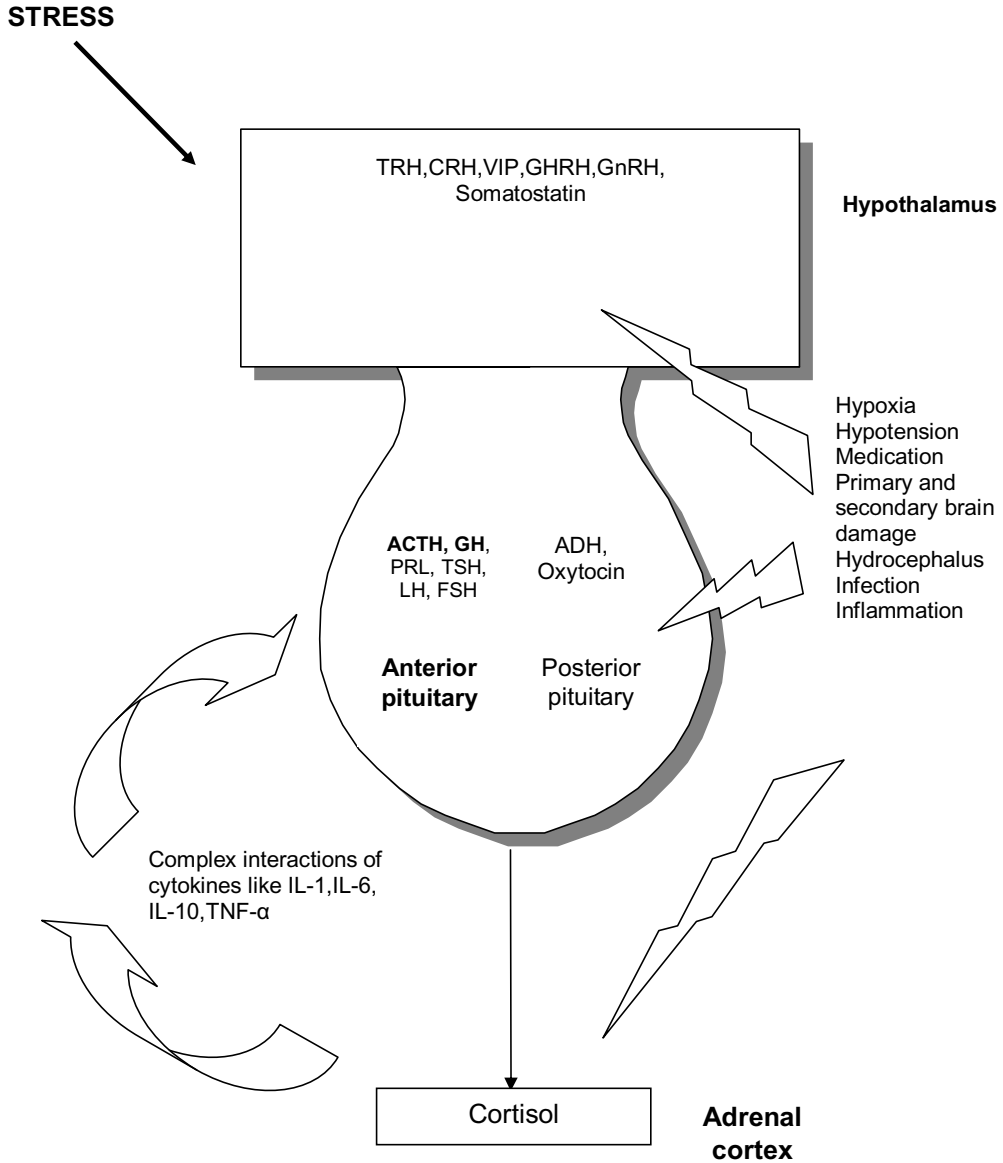 STRESS
TRH,CRH,VIP,GHRH,GnRH,
Somatostatin
Hypothalamus
Hypoxia
Hypotension
Medication
Primary and
secondary brain
damage
Hydrocephalus
Infection
Inflammation
ACTH, GH,
PRL, TSH,
LH, FSH
ADH,
Oxytocin
Anterior
pituitary
Posterior
pituitary
Complex interactions of
cytokines like IL-1,IL-6,
IL-10,TNF-α
Cortisol
Adrenal
cortex